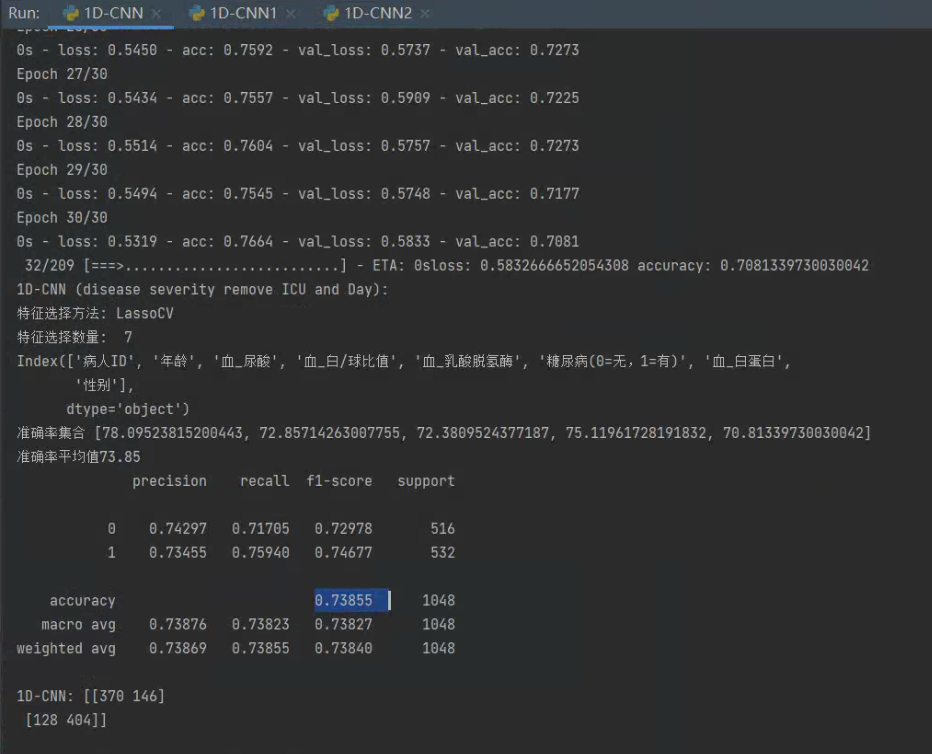 Run: 1D-CNN × 1D-CNN1 × 1D-CNN2 ×
0s - loss: 0.5450 - acc: 0.7592 - val_loss: 0.5737 - val_acc: 0.7273
Epoch 27/30
0s - loss: 0.5434 - acc: 0.7557 - val_loss: 0.5909 - val_acc: 0.7225
Epoch 28/30
0s - loss: 0.5514 - acc: 0.7604 - val_loss: 0.5757 - val_acc: 0.7273
Epoch 29/30
0s - loss: 0.5494 - acc: 0.7545 - val_loss: 0.5748 - val_acc: 0.7177
Epoch 30/30
0s - loss: 0.5319 - acc: 0.7664 - val_loss: 0.5833 - val_acc: 0.7081
32/209 [===>..........................] - ETA: 0sloss: 0.5832666652054308 accuracy: 0.7081339730030042
1D-CNN (disease severity remove ICU and Day):
特征选择方法: LassoCV
特征选择数量: 7
Index(['病人ID', '年龄', '血_尿酸', '血_白/球比值', '血_乳酸脱氢酶', '糖尿病(0=无，1=有)', '血_白蛋白',
'性别'],
dtype='object')
准确率集合 [78.09523815200443, 72.85714263007755, 72.3809524377187, 75.11961728191832, 70.81339730030042]
准确率平均值73.85
precision recall f1-score support
0 0.74297 0.71705 0.72978 516
1 0.73455 0.75940 0.74677 532
accuracy 0.73855 1048
macro avg 0.73876 0.73823 0.73827 1048
weighted avg 0.73869 0.73855 0.73840 1048
1D-CNN: [[370 146]
[128 404]]